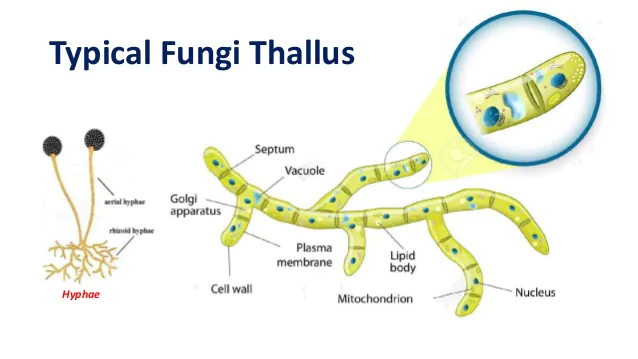 Typical Fungi Thallus
aerial hyphae
rhizoid hyphae
Hyphae
Septum
Vacuole
Golgi
apparatus
Plasma
membrane
Lipid
body
Cell wall
Mitochondrion
Nucleus